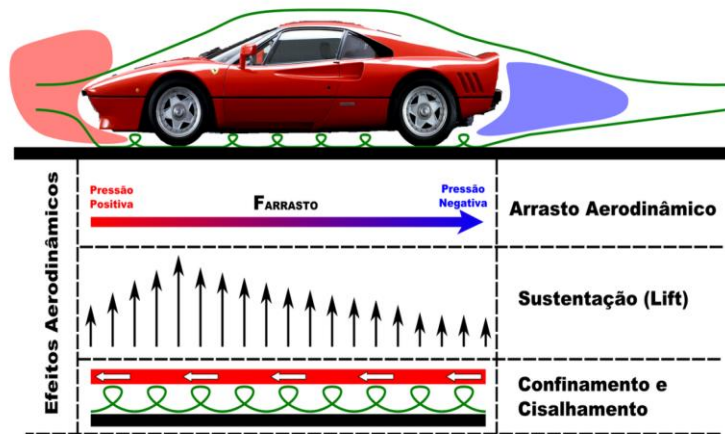 Efeitos Aerodinâmicos
Pressão
Positiva
FARRASTO
Pressão
Negativa
Arrasto Aerodinâmico
Sustentação (Lift)
Confinamento e
Cisalhamento